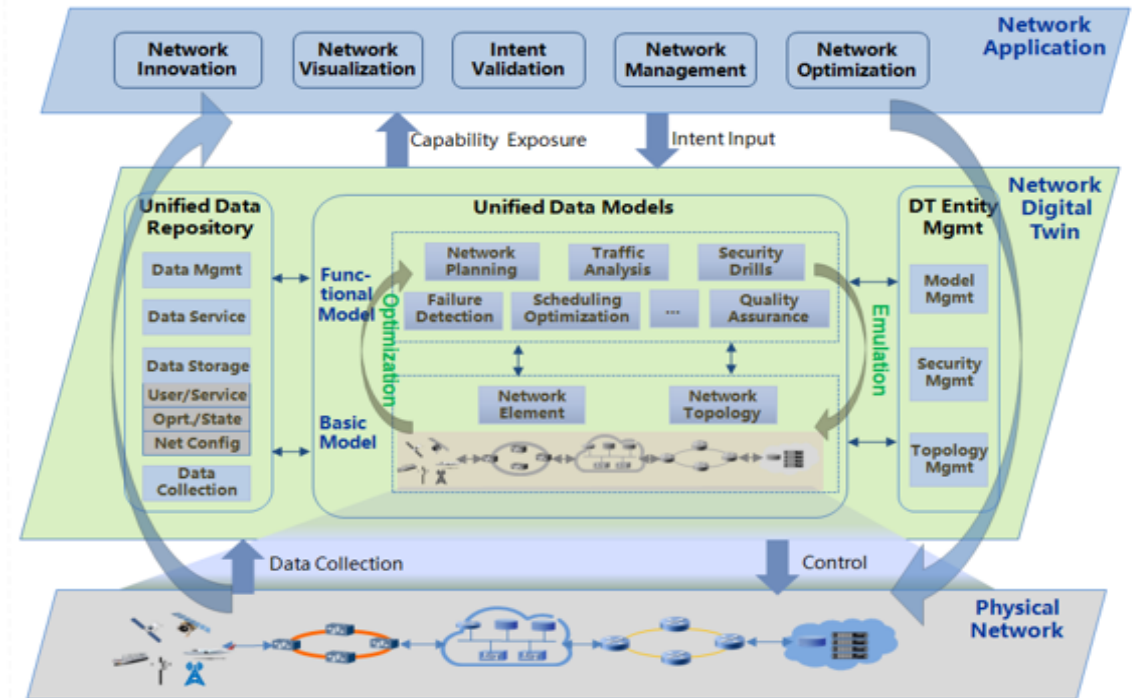 Network
Innovation
Network
Visualization
Intent
Validation
Network
Management
Network
Optimization
Network
Application
Capability Exposure
Intent Input
Network
Digital
Twin
Unified Data
Repository
Data Mgmt
Data Service
Data Storage
User/Service
Oprt./State
Net Config
Data
Collection
Unified Data Models
Func-
tional
Model
Network
Planning
Traffic
Analysis
Security
Drills
Failure
Detection
Scheduling
Optimization
...
Quality
Assurance
Optimization
Emulation
Basic
Model
Network
Element
Network
Topology
DT Entity
Mgmt
Model
Mgmt
Security
Mgmt
Topology
Mgmt
Data Collection
Control
Physical
Network